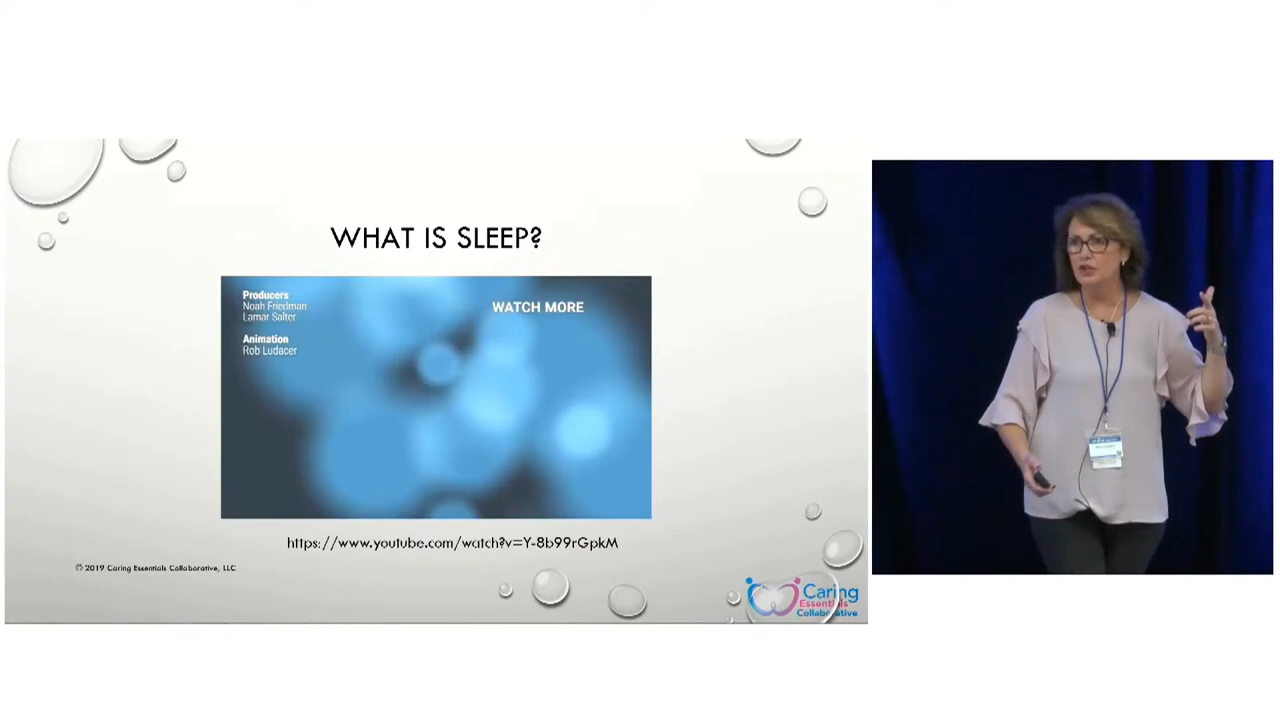 WHAT IS SLEEP?
Producers
Noah Friedman
Lamar Salter
WATCH MORE
Animation
Rob Ludacer
https://www.youtube.com/watch?v=Y-8b99rGpkM
© 2019 Caring Essentials Collaborative, LLC
Caring
Essentials
Collaborative